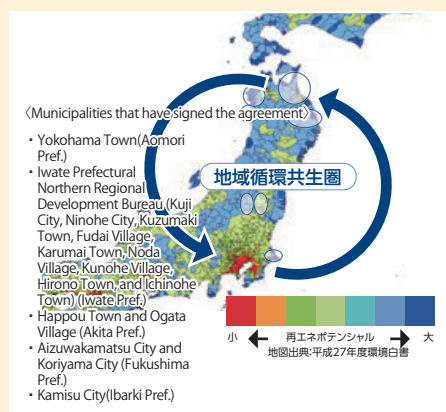 〈Municipalities that have signed the agreement〉
・Yokohama Town(Aomori
Pref.)
・Iwate Prefectural
Northern Regional
Development Bureau (Kuji
City, Ninohe City, Kuzumaki
Town, Fudai Village,
Karumai Town, Noda
Village, Kunohe Village,
Hirono Town, and Ichinohe
Town) (Iwate Pref.)
・Happou Town and Ogata
Village (Akita Pref.)
・Aizuwakamatsu City and
Koriyama City (Fukushima
Pref.)
・Kamisu City(Ibarki Pref.)
地域循環共生圏
小 ← 再エネポテンシャル → 大
地図出典:平成27年度環境白書